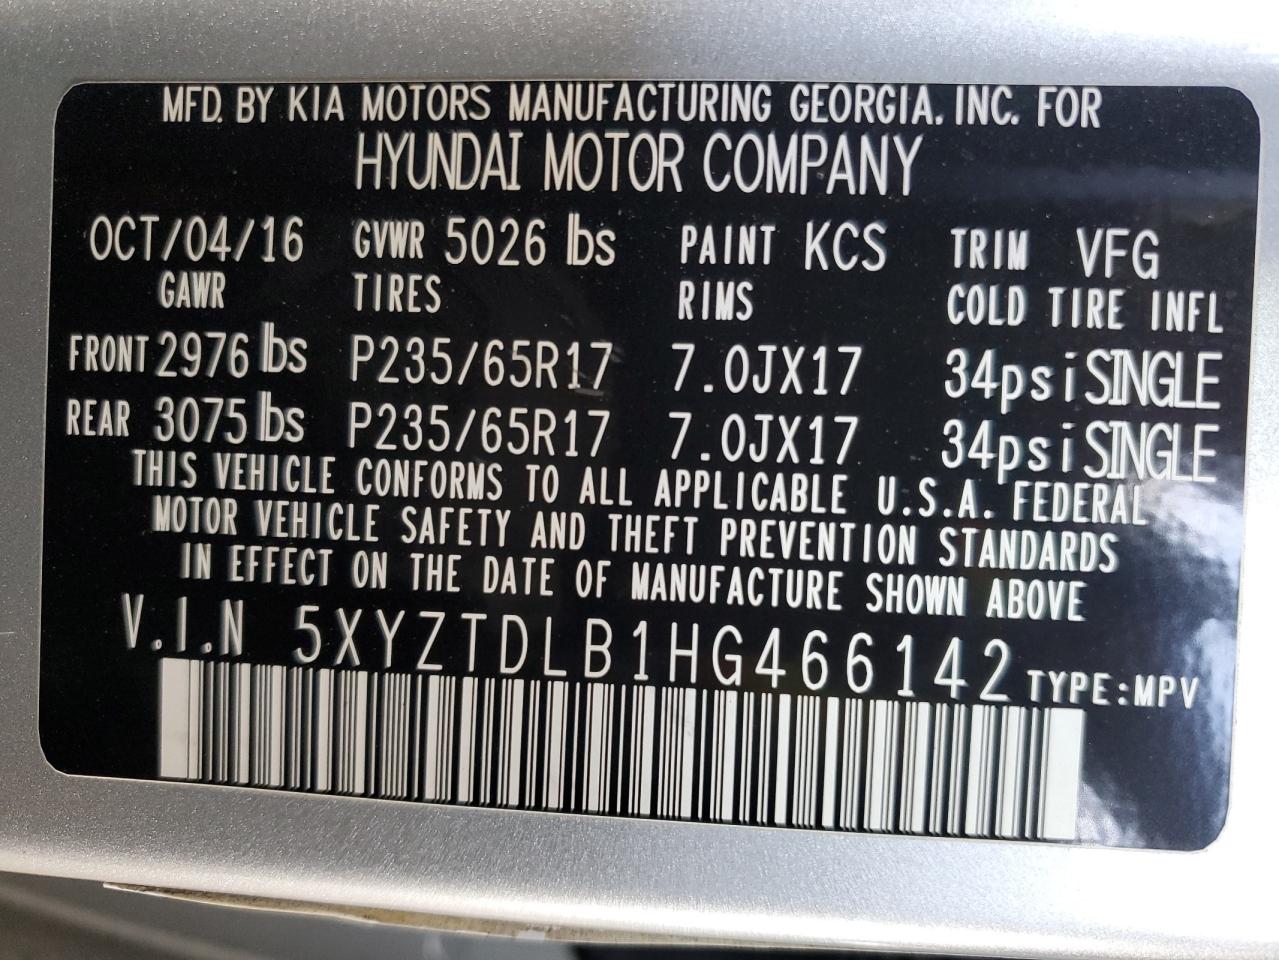 MFD. BY KIA MOTORS MANUFACTURING GEORGIA. INC. FOR
HYUNDAI MOTOR COMPANY
OCT/04/16 GVWR 5026 lbs PAINT KCS TRIM VFG
GAWR TIRES RIMS COLD TIRE INFL
FRONT 2976 lbs P235/65R17 7.0JX17 34psi SINGLE
REAR 3075 lbs P235/65R17 7.0JX17 34psi SINGLE
THIS VEHICLE CONFORMS TO ALL APPLICABLE U.S.A. FEDERAL
MOTOR VEHICLE SAFETY AND THEFT PREVENTION STANDARDS
IN EFFECT ON THE DATE OF MANUFACTURE SHOWN ABOVE
V.I.N 5XYZTDLB1HG466142 TYPE:MPV